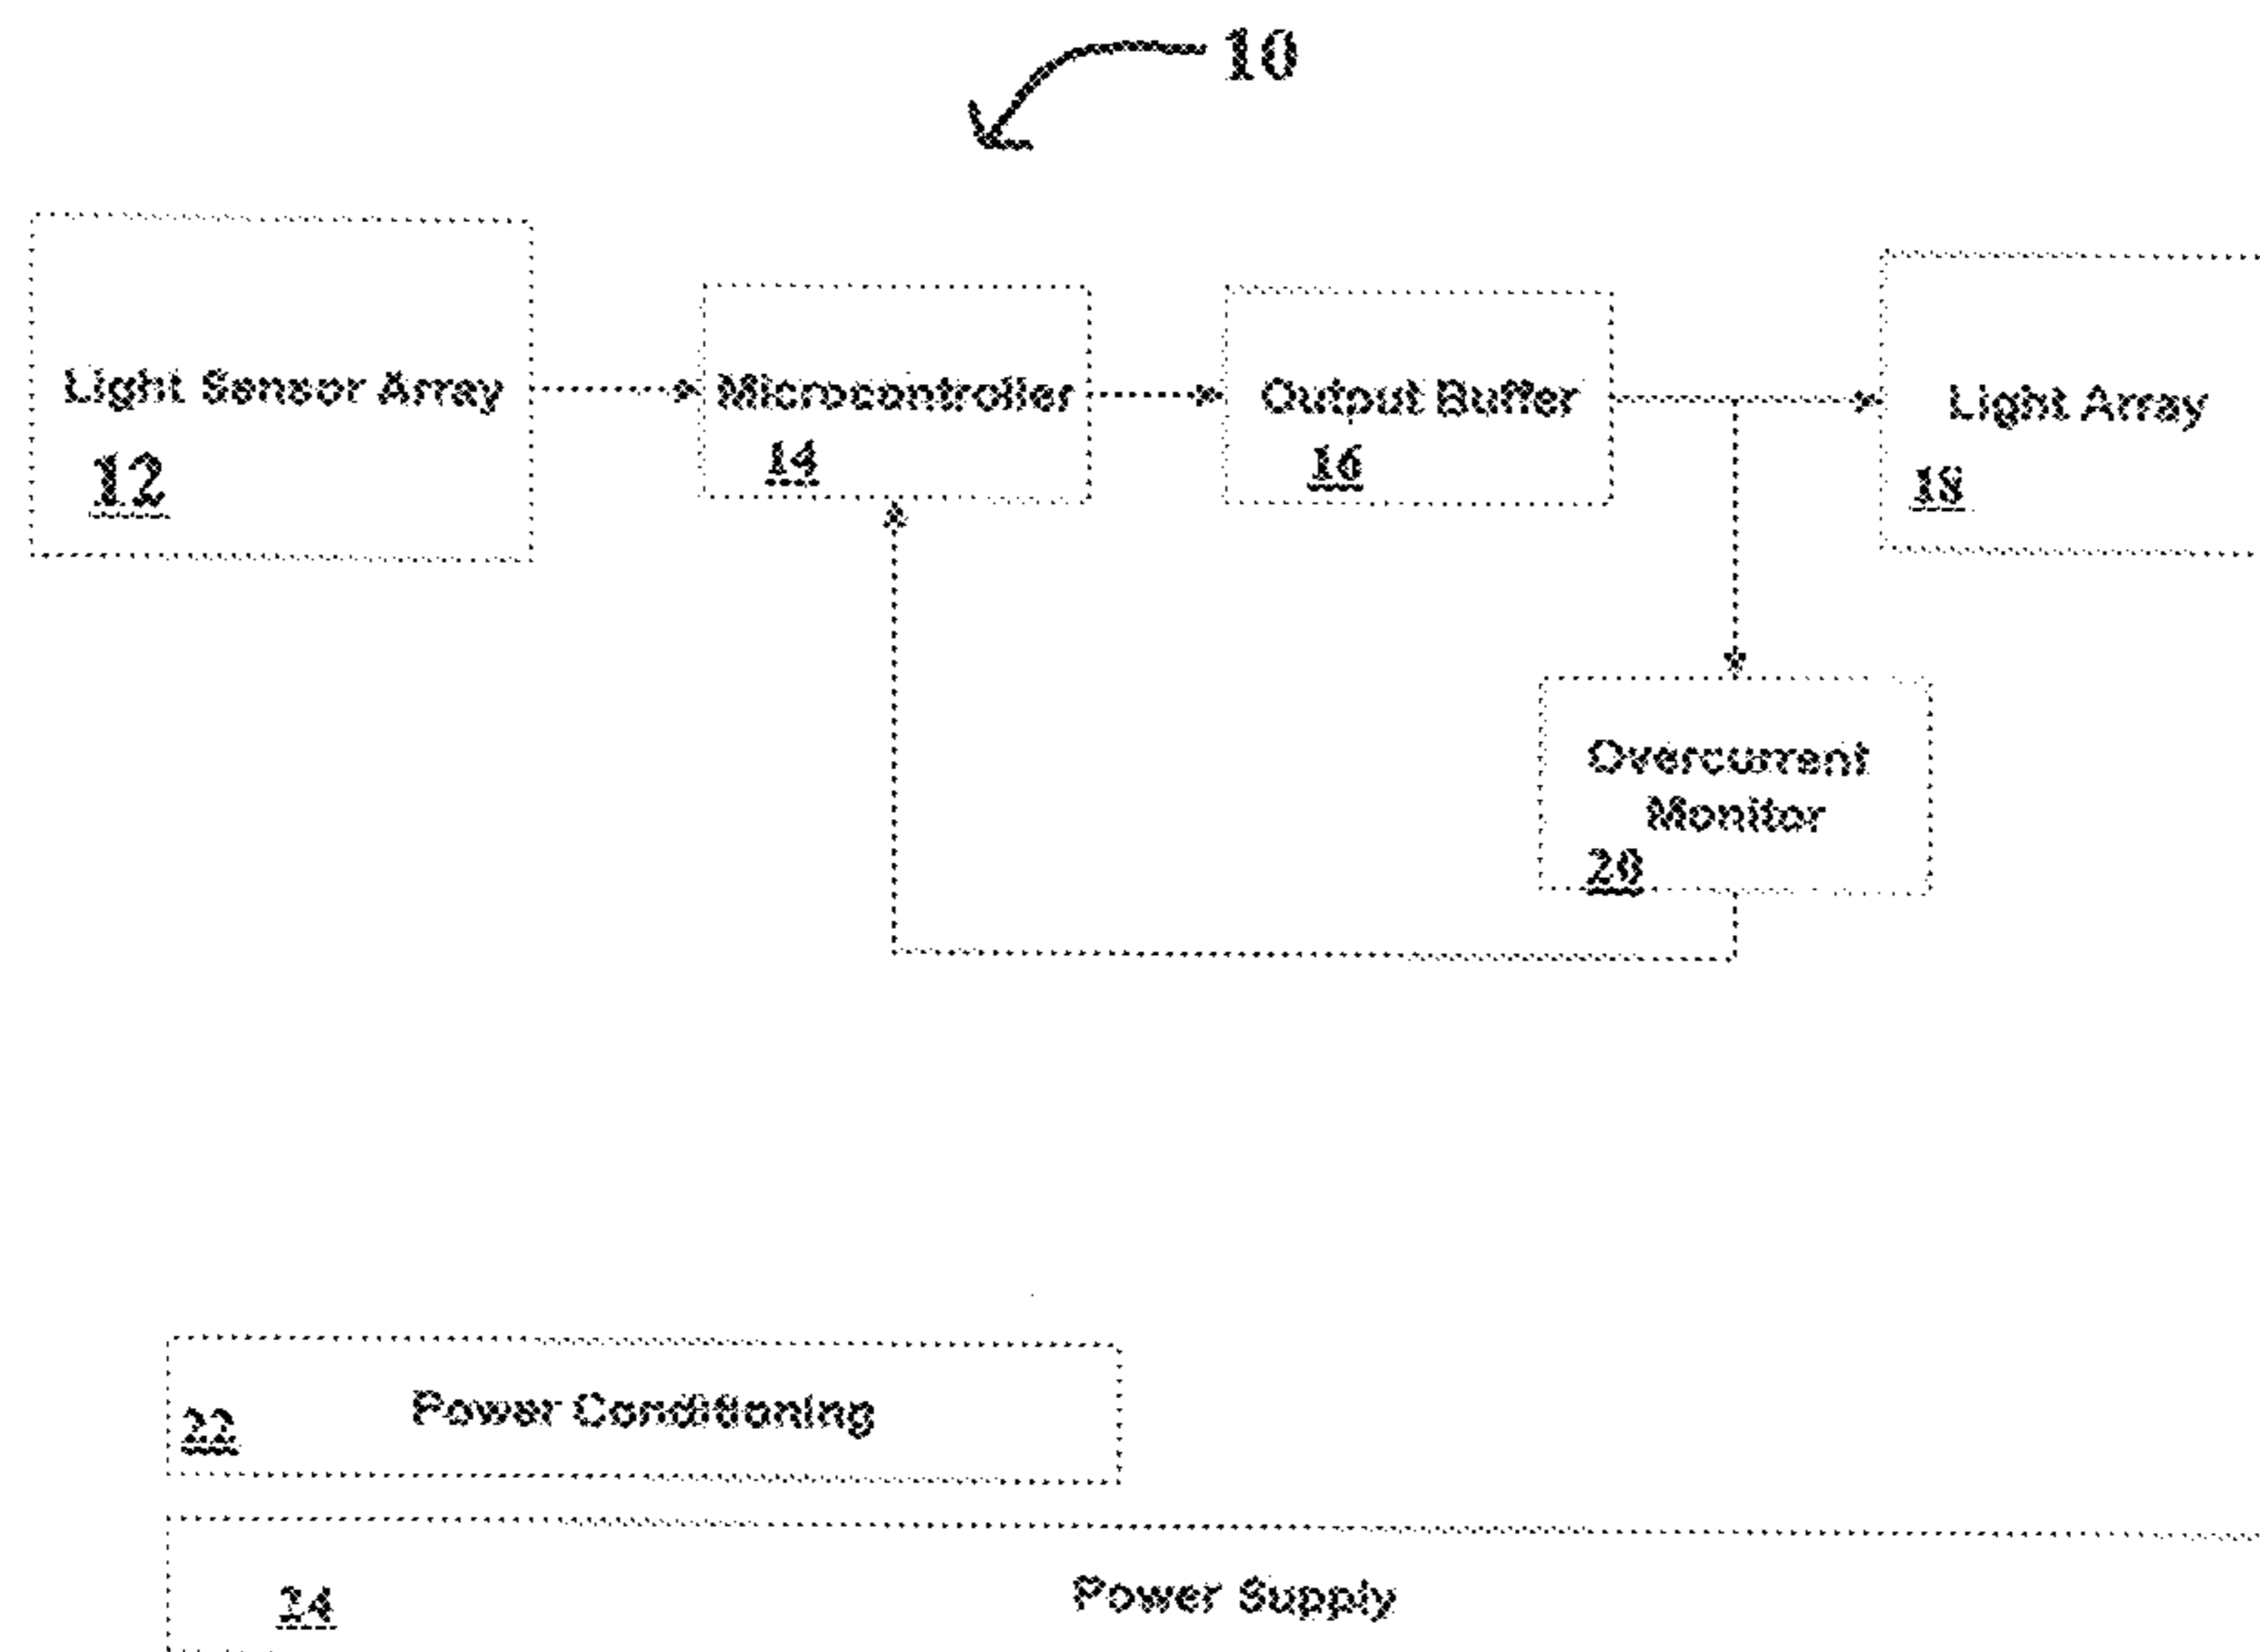 10
Light Sensor Array
12
Microcontroller
14
Output Buffer
16
Light Array
18
Overcurrent
Monitor
20
Power Conditioning
22
Power Supply
24